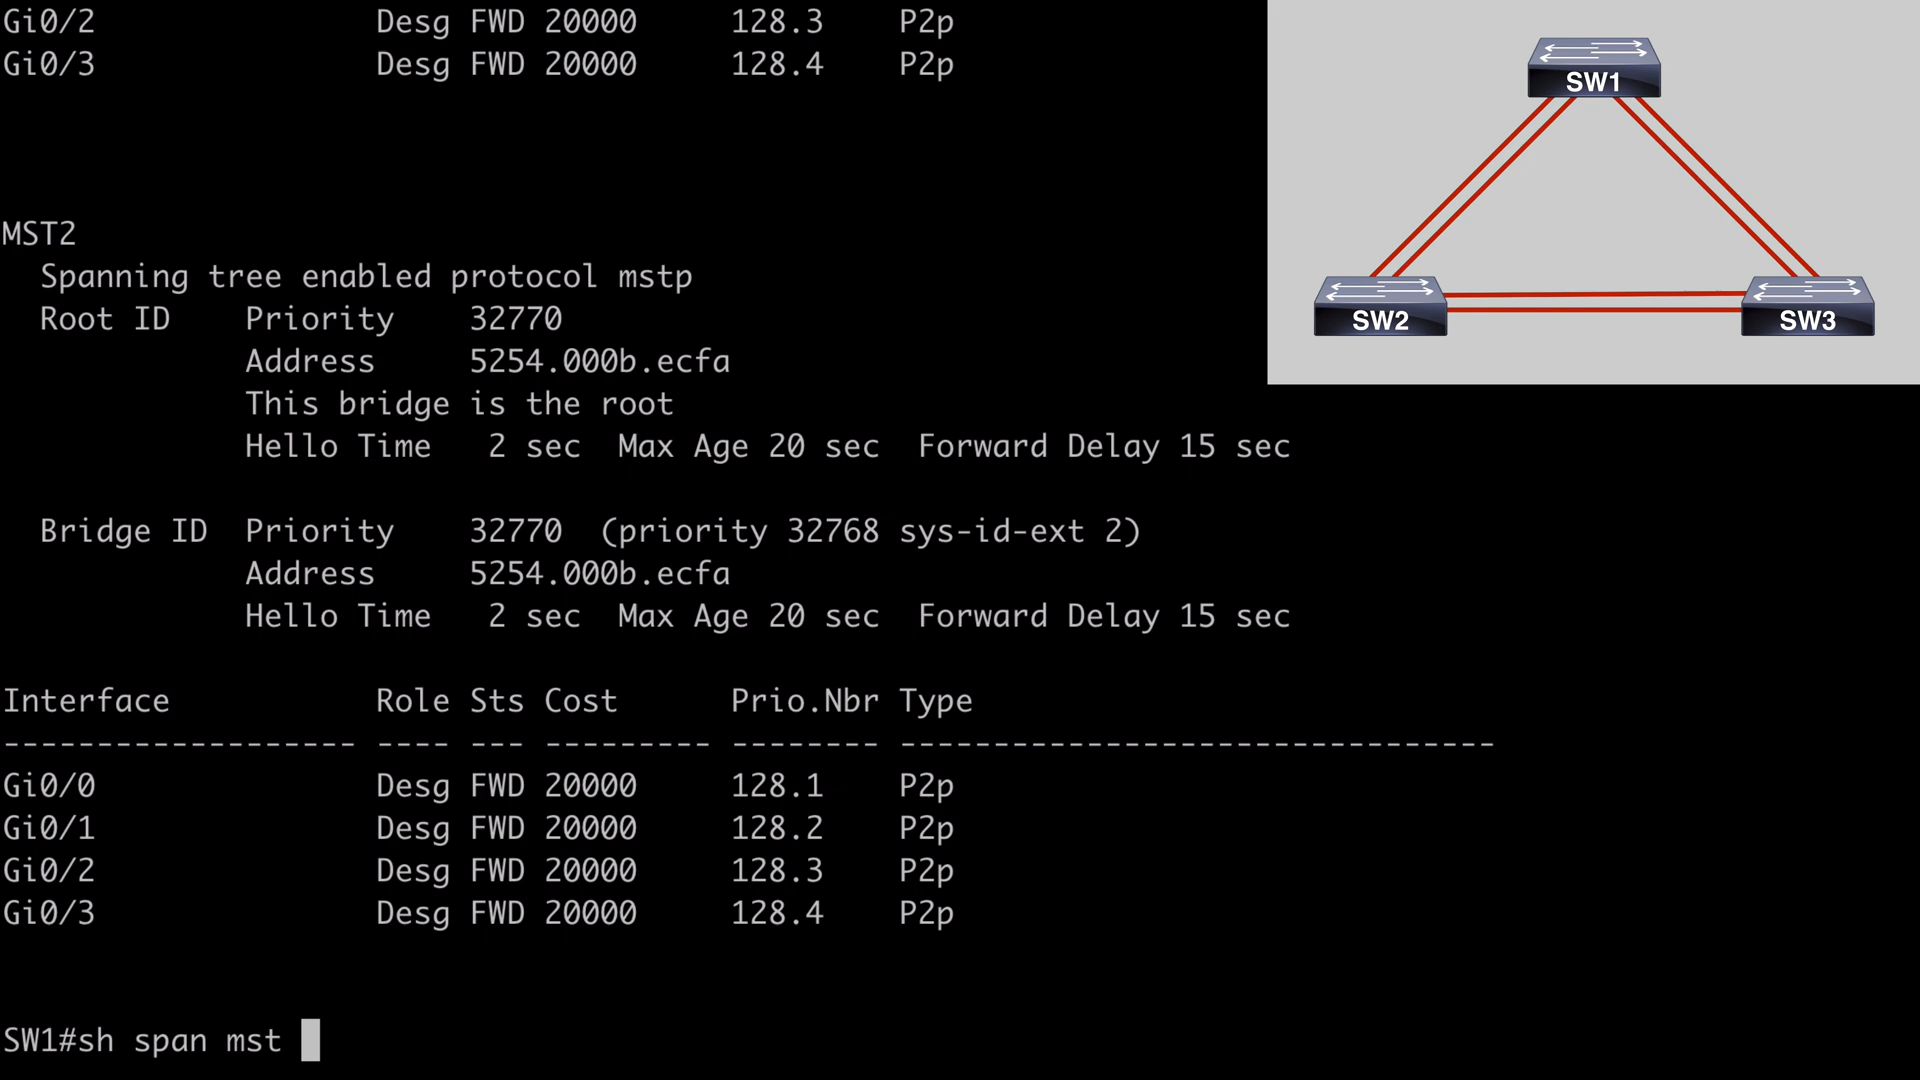 Gi0/2               Desg FWD 20000     128.3    P2p
Gi0/3               Desg FWD 20000     128.4    P2p
MST2
  Spanning tree enabled protocol mstp
  Root ID    Priority    32770
             Address     5254.000b.ecfa
             This bridge is the root
             Hello Time   2 sec  Max Age 20 sec  Forward Delay 15 sec
  Bridge ID  Priority    32770  (priority 32768 sys-id-ext 2)
             Address     5254.000b.ecfa
             Hello Time   2 sec  Max Age 20 sec  Forward Delay 15 sec
Interface           Role Sts Cost      Prio.Nbr Type
------------------- ---- --- --------- -------- --------------------------------
Gi0/0               Desg FWD 20000     128.1    P2p
Gi0/1               Desg FWD 20000     128.2    P2p
Gi0/2               Desg FWD 20000     128.3    P2p
Gi0/3               Desg FWD 20000     128.4    P2p
SW1#sh span mst
SW1
SW2
SW3